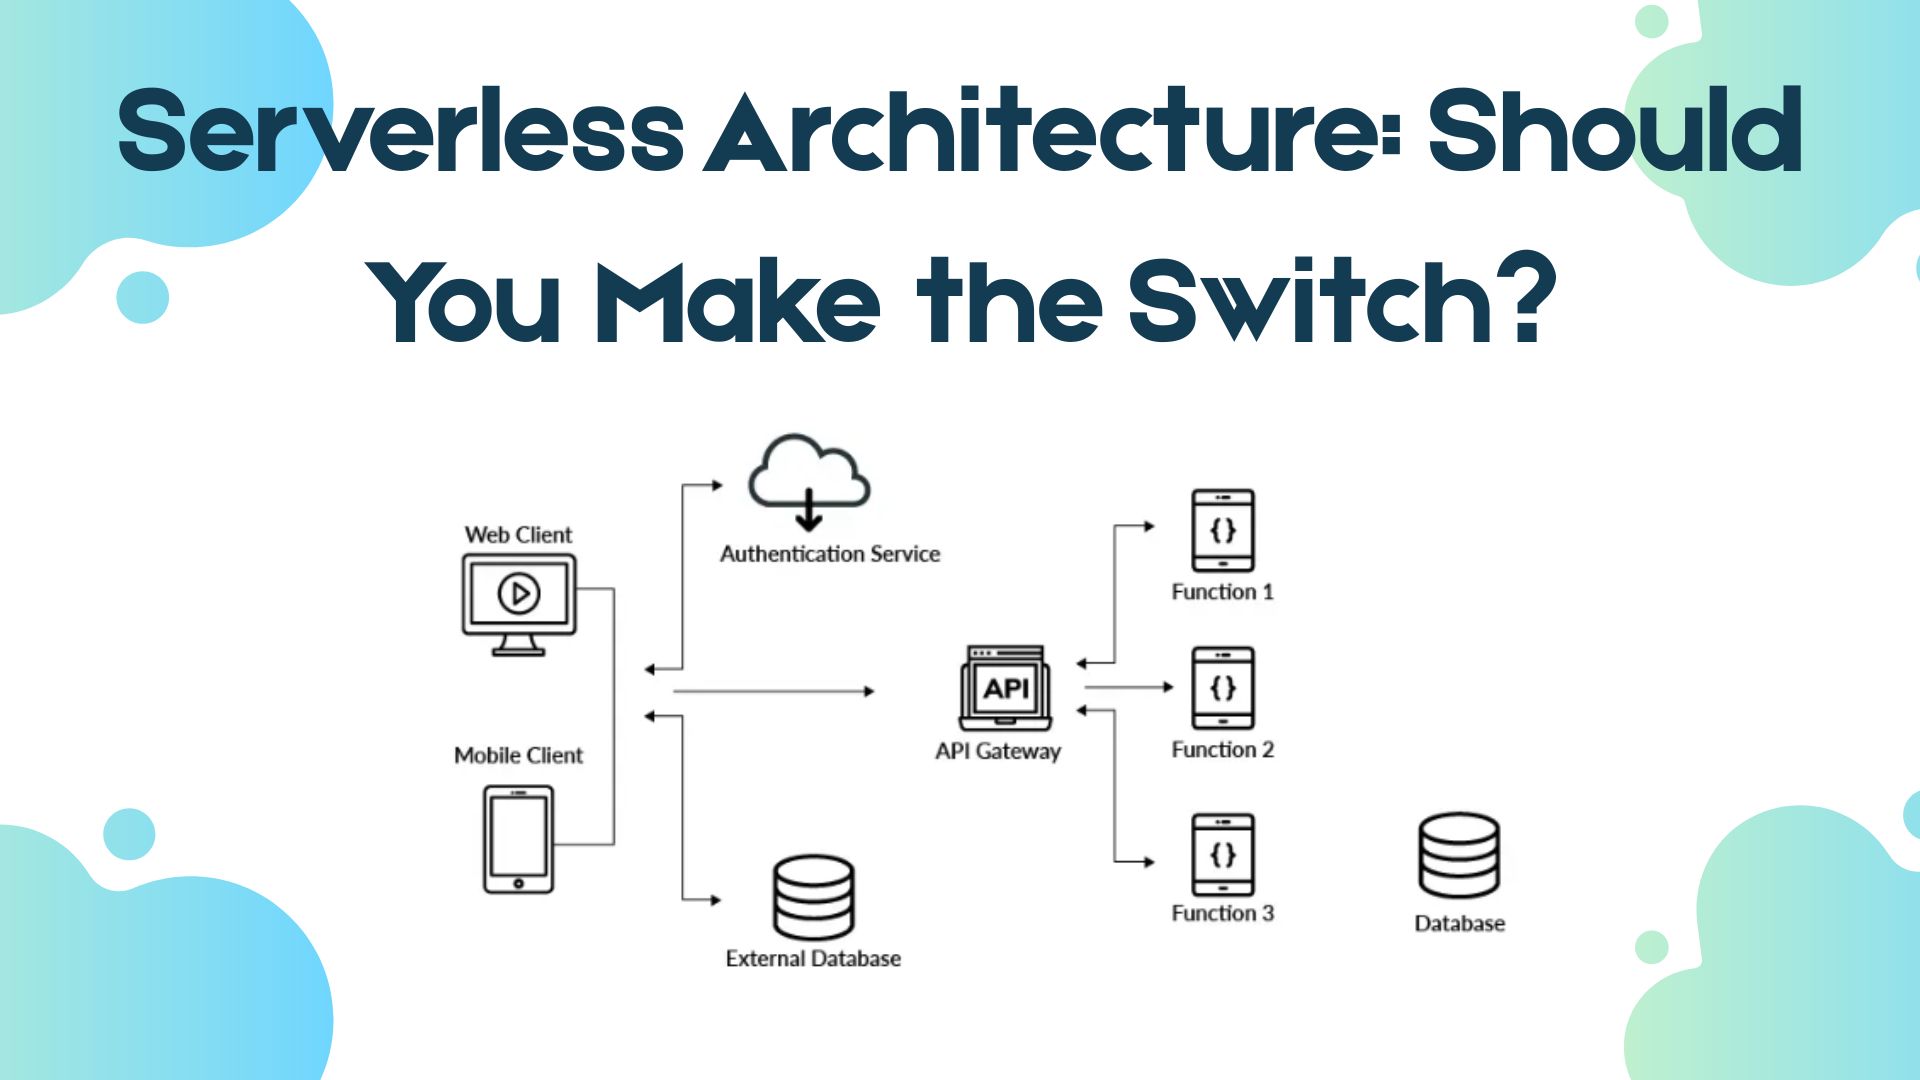 Serverless Architecture: Should
You Make the Switch?
Web Client
Mobile Client
Authentication Service
External Database
API
API Gateway
{}
Function 1
{}
Function 2
{}
Function 3
Database